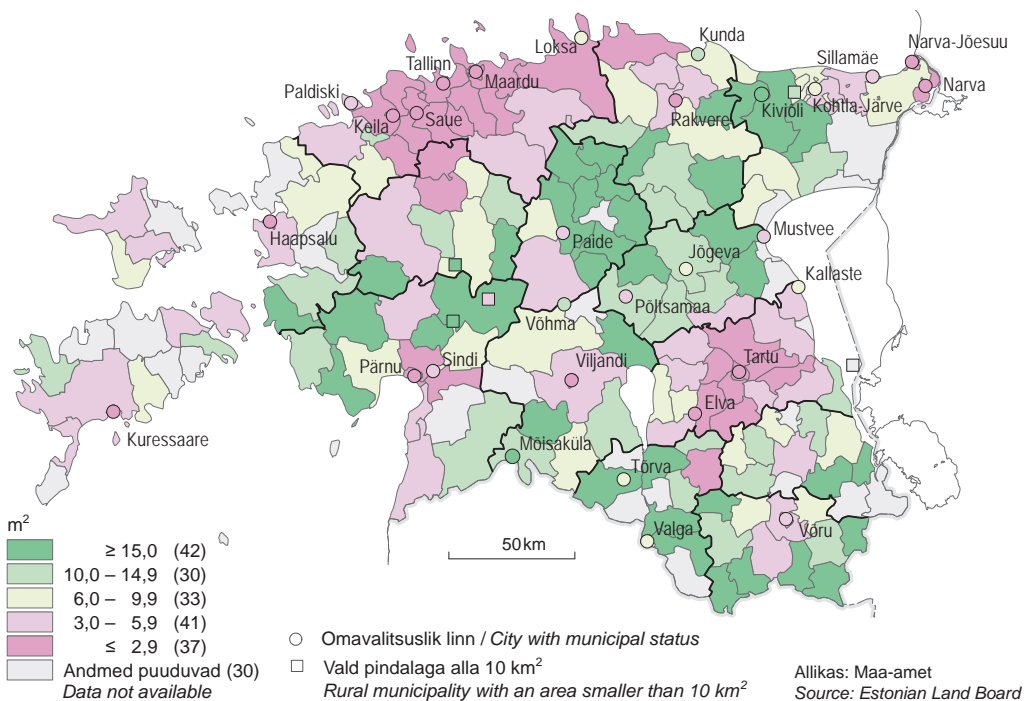 Loksa
Kunda
Tallinn
Maardu
Sillamäe
Narva-Jõesuu
Paldiski
Narva
Keila
Saue
Rakvere
Kiviõli
Kohtla-Järve
Haapsalu
Paide
Mustvee
Jõgeva
Kallaste
Põltsamaa
Võhma
Pärnu
Sindi
Viljandi
Tartu
Elva
Kuressaare
Mõisaküla
Tõrva
Valga
Võru
m²
≥ 15,0 (42)
10,0 – 14,9 (30)
6,0 – 9,9 (33)
3,0 – 5,9 (41)
≤ 2,9 (37)
Andmed puuduvad (30)
Data not available
50 km
Omavalitsuslik linn / City with municipal status
Vald pindalaga alla 10 km²
Rural municipality with an area smaller than 10 km²
Allikas: Maa-amet
Source: Estonian Land Board